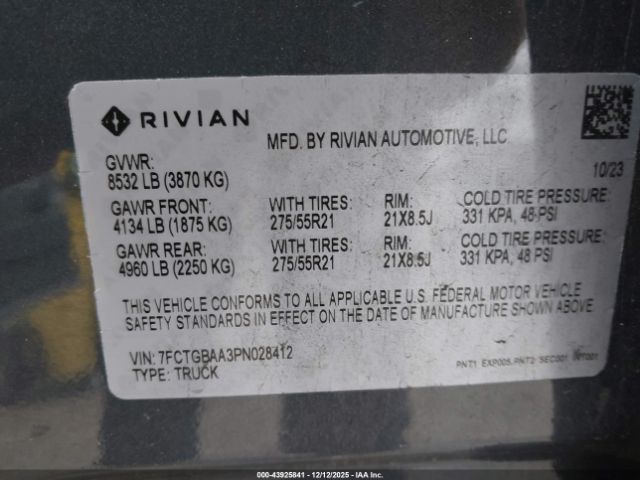 RIVIAN
MFD. BY RIVIAN AUTOMOTIVE, LLC
GVWR:
8532 LB (3870 KG)
10/23
GAWR FRONT: WITH TIRES: RIM: COLD TIRE PRESSURE:
4134 LB (1875 KG) 275/55R21 21X8.5J 331 KPA, 48 PSI
GAWR REAR: WITH TIRES: RIM: COLD TIRE PRESSURE:
4960 LB (2250 KG) 275/55R21 21X8.5J 331 KPA, 48 PSI
THIS VEHICLE CONFORMS TO ALL APPLICABLE U.S. FEDERAL MOTOR VEHICLE
SAFETY STANDARDS IN EFFECT ON THE DATE OF MANUFACTURE SHOWN ABOVE.
VIN: 7FCTGBAA3PN028412
TYPE: TRUCK
PNT1_EXP005,PNT2_SEC001
000-43925841 - 12/12/2025 - IAA Inc.